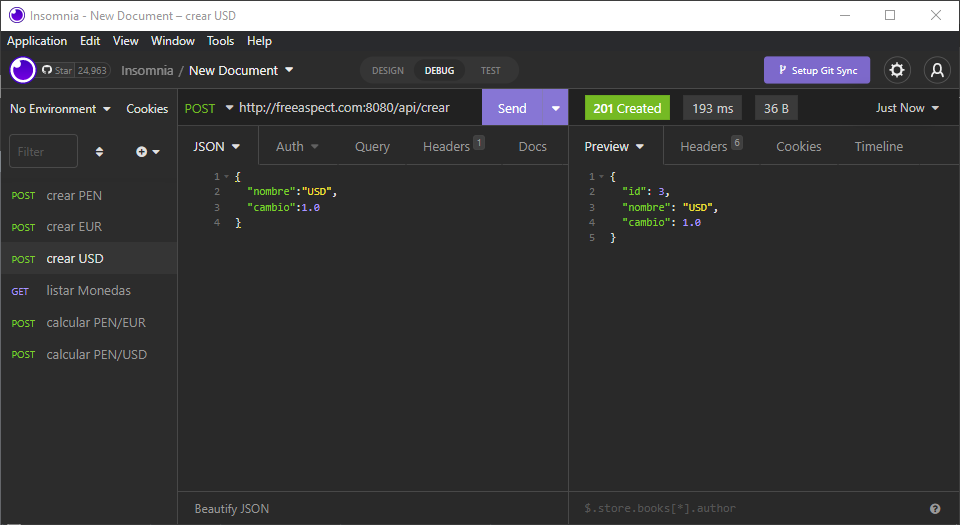 Insomnia - New Document – crear USD
Application Edit View Window Tools Help
Star 24,963 Insomnia / New Document DESIGN DEBUG TEST Setup Git Sync
No Environment Cookies POST http://freeaspect.com:8080/api/crear Send 201 Created 193 ms 36 B Just Now
Filter JSON Auth Query Headers 1 Docs Preview Headers 6 Cookies Timeline
POST crear PEN
POST crear EUR
POST crear USD
GET listar Monedas
POST calcular PEN/EUR
POST calcular PEN/USD
1 {
2 "nombre":"USD",
3 "cambio":1.0
4 }
1 {
2 "id": 3,
3 "nombre": "USD",
4 "cambio": 1.0
5 }
Beautify JSON $.store.books[*].author ?